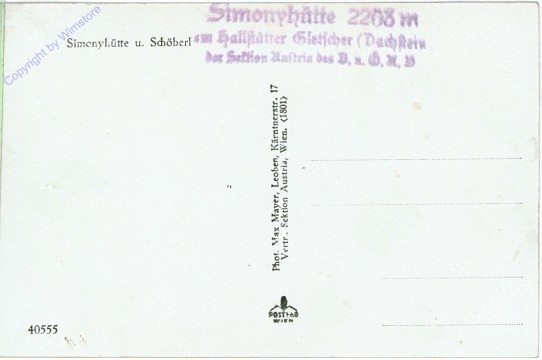 Simonyhütte 2203 m
am Hallstätter Gletscher (Dachstein
der Sektion Austria des D. u. Ö. A. V
Simonyhütte u. Schöberl
Copyright by Wimstore
Phot. Max Mayer, Leoben, Kärntnerstr. 17
Vertr. Sektion Austria, Wien. (1801)
POSTIAG
WIEN
40555